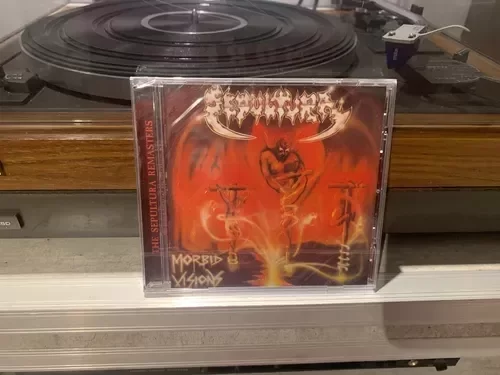 SEPULTURA
THE SEPULTURA REMASTERS
MORBID
VISIONS